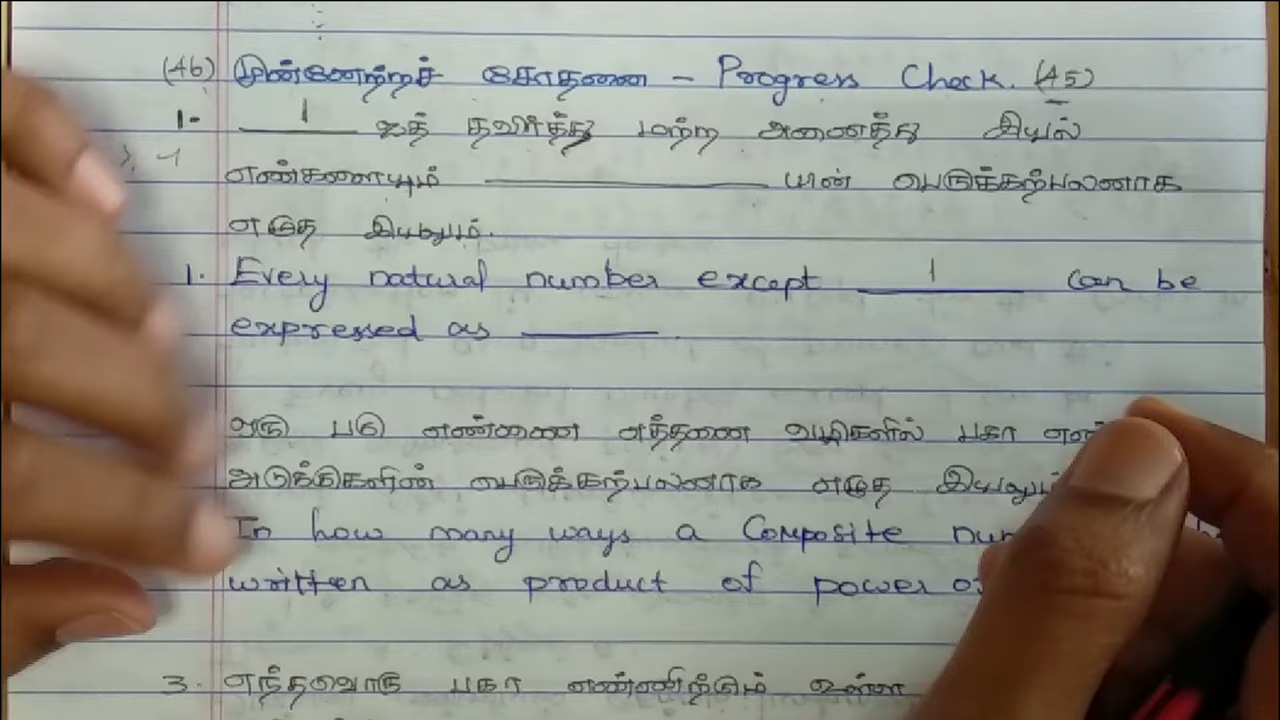 (46) முன்னேற்றச் சோதனை - Progress Check. (45)
1. 1 ஐத் தவிர்த்து மற்ற அனைத்து இயல்
எண்களையும் யின் பெருக்கற்பலனாக
எழுத இயலும்.
1. Every natural number except 1 can be
expressed as
ஒரு பகு எண்ணை எத்தனை வழிகளில் பகா
அடுக்குகளின் பெருக்கற்பலனாக எழுத இயலும்
In how many ways a Composite
written as product of power of
3. எந்தவொரு பகா எண்ணிற்கும் உள்ள